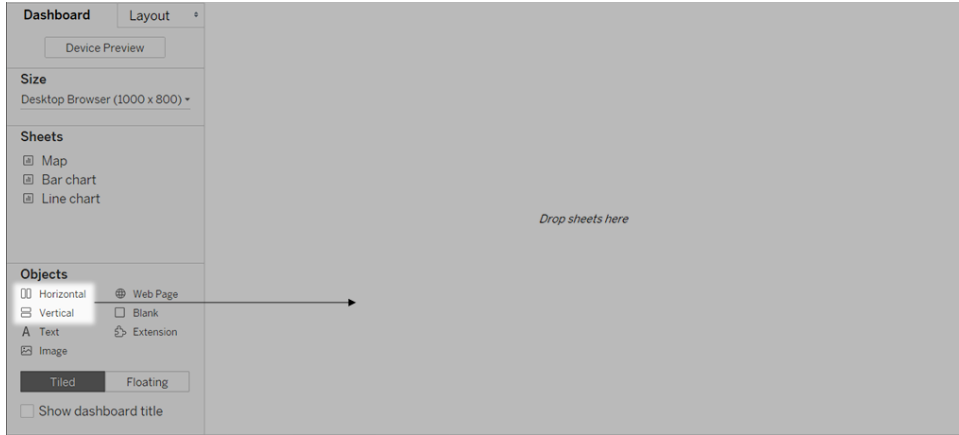 Dashboard Layout
Device Preview
Size
Desktop Browser (1000 x 800)
Sheets
Map
Bar chart
Line chart
Drop sheets here
Objects
Horizontal Web Page
Vertical Blank
A Text Extension
Image
Tiled Floating
Show dashboard title